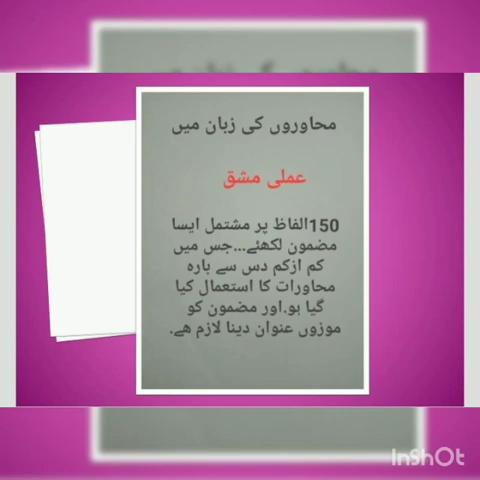 محاوروں کی زبان میں
عملی مشق
150الفاظ پر مشتمل ایسا
مضمون لکھئے...جس میں
کم ازکم دس سے بارہ
محاورات کا استعمال کیا
گیا ہو.اور مضمون کو
موزوں عنوان دینا لازم ھے.
InShOt